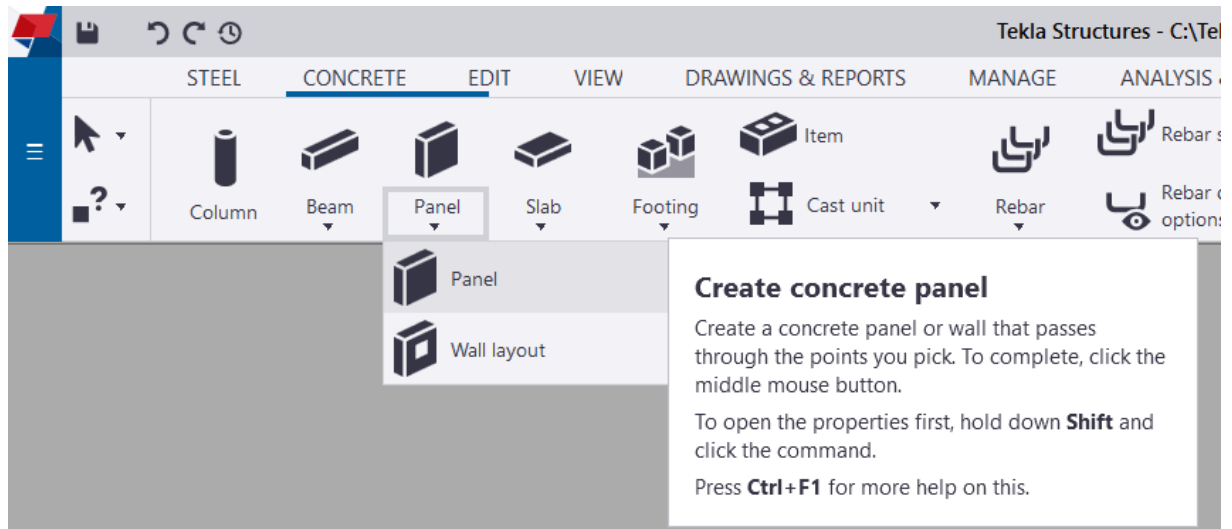 Tekla Structures - C:\Tel
STEEL CONCRETE EDIT VIEW DRAWINGS & REPORTS MANAGE ANALYSIS &
Item
Rebar s
?
Column Beam Panel Slab Footing Cast unit Rebar
Rebar o
options
Panel
Wall layout
Create concrete panel
Create a concrete panel or wall that passes
through the points you pick. To complete, click the
middle mouse button.
To open the properties first, hold down Shift and
click the command.
Press Ctrl+F1 for more help on this.